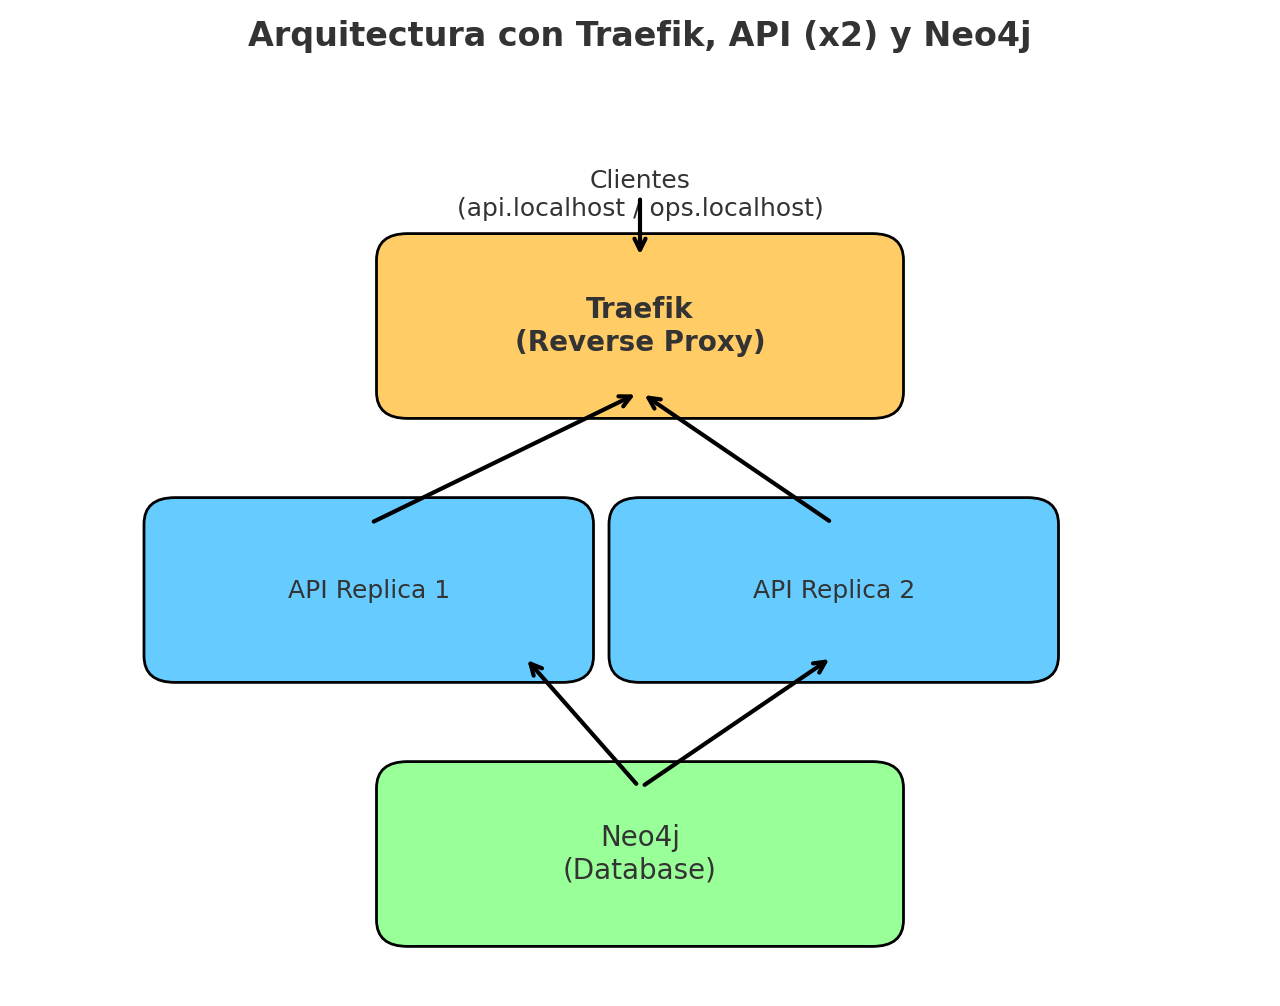 Arquitectura con Traefik, API (x2) y Neo4j
Clientes
(api.localhost / ops.localhost)
Traefik
(Reverse Proxy)
API Replica 1
API Replica 2
Neo4j
(Database)